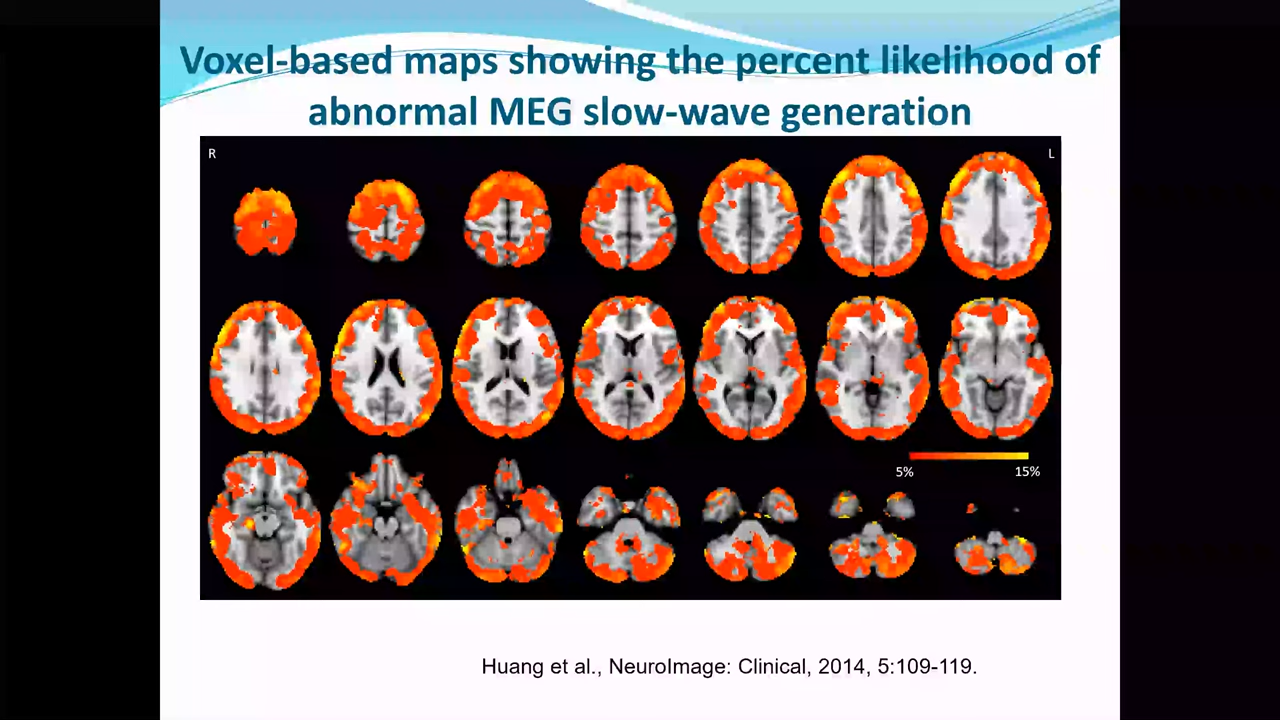 Voxel-based maps showing the percent likelihood of
abnormal MEG slow-wave generation
R
L
5%
15%
Huang et al., NeuroImage: Clinical, 2014, 5:109-119.